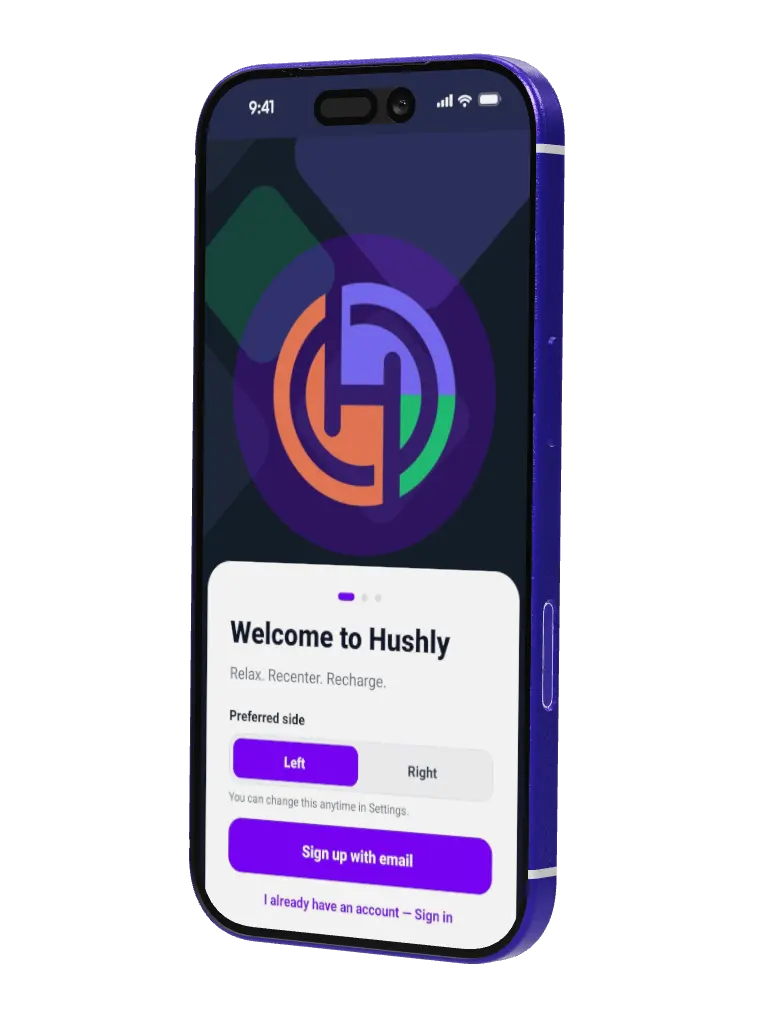 9:41
Welcome to Hushly
Relax. Recenter. Recharge.
Preferred side
Left
Right
You can change this anytime in Settings.
Sign up with email
I already have an account — Sign in